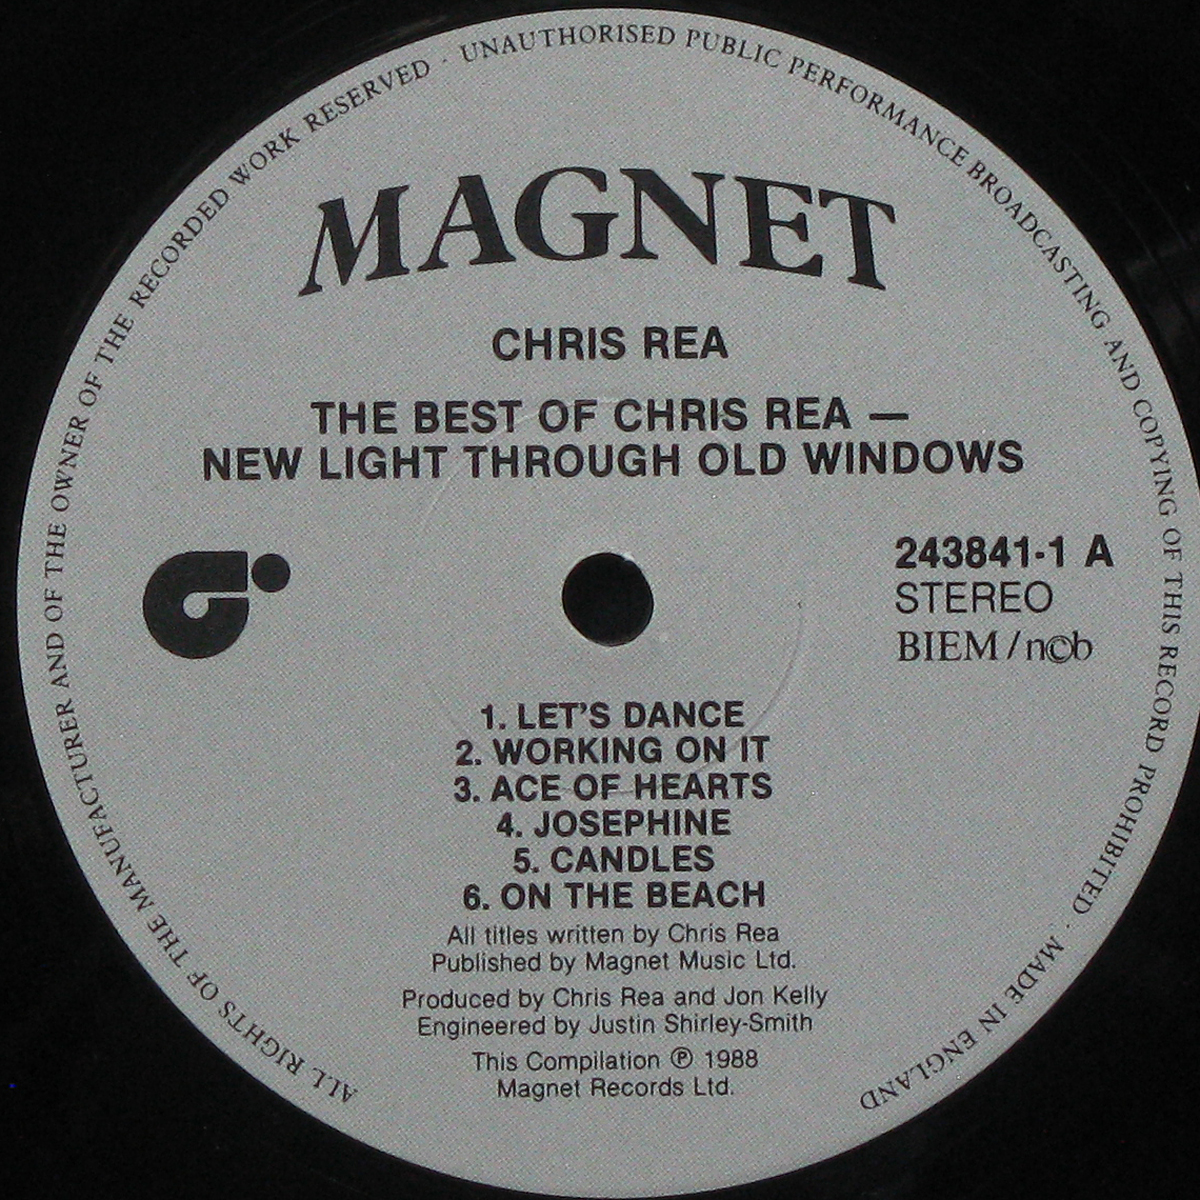 ALL RIGHTS OF THE MANUFACTURER AND OF THE OWNER OF THE RECORDED WORK RESERVED · UNAUTHORISED PUBLIC PERFORMANCE BROADCASTING AND COPYING OF THIS RECORD PROHIBITED · MADE IN ENGLAND
MAGNET
CHRIS REA
THE BEST OF CHRIS REA —
NEW LIGHT THROUGH OLD WINDOWS
243841-1 A
STEREO
BIEM/n©b
1. LET'S DANCE
2. WORKING ON IT
3. ACE OF HEARTS
4. JOSEPHINE
5. CANDLES
6. ON THE BEACH
All titles written by Chris Rea
Published by Magnet Music Ltd.
Produced by Chris Rea and Jon Kelly
Engineered by Justin Shirley-Smith
This Compilation ℗ 1988
Magnet Records Ltd.